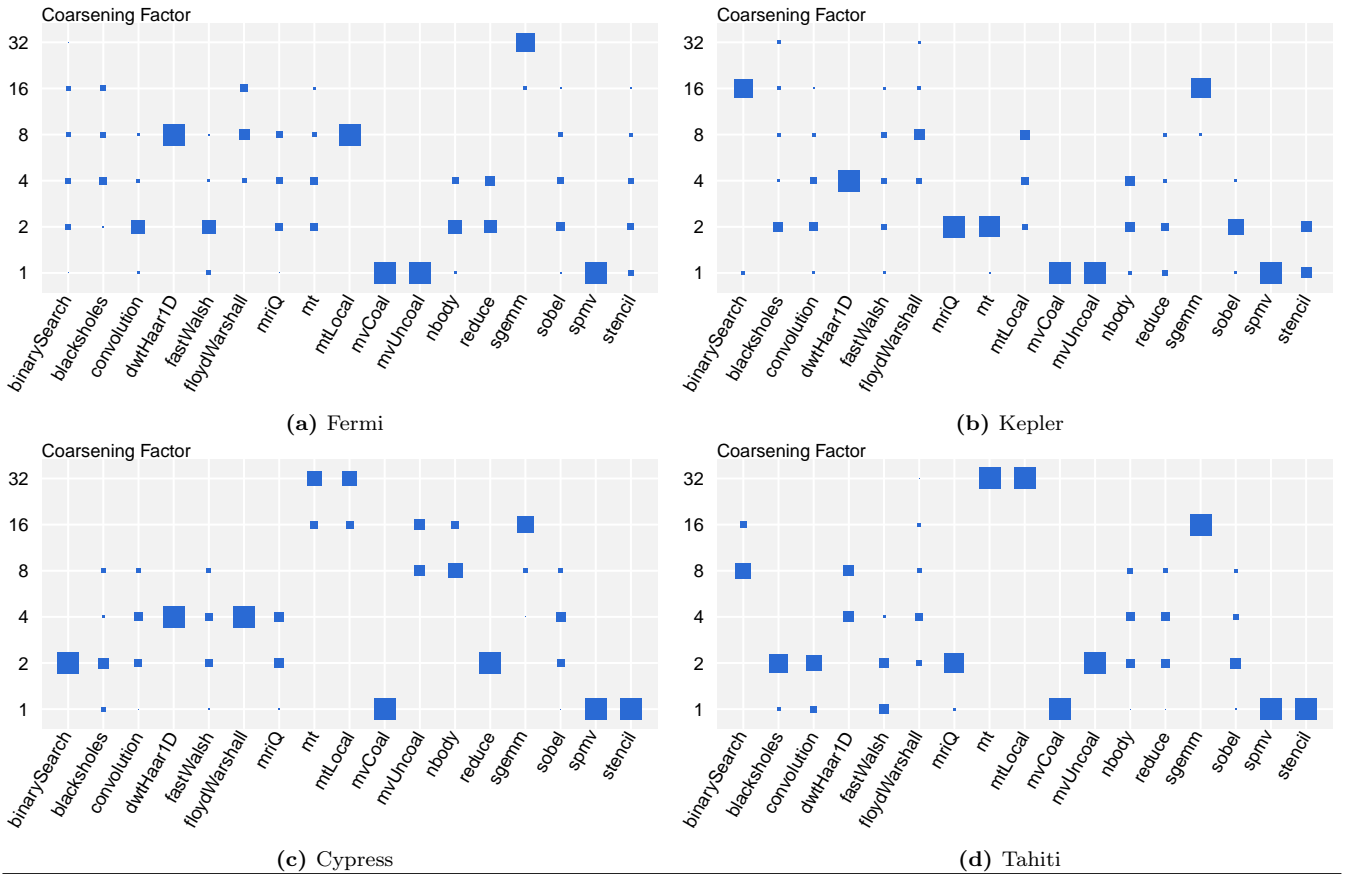 Coarsening Factor
32
16
8
4
2
1
binarySearch
blacksholes
convolution
dwtHaar1D
fastWalsh
floydWarshall
mriQ
mt
mtLocal
mvCoal
mvUncoal
nbody
reduce
sgemm
sobel
spmv
stencil
(a) Fermi
Coarsening Factor
32
16
8
4
2
1
binarySearch
blacksholes
convolution
dwtHaar1D
fastWalsh
floydWarshall
mriQ
mt
mtLocal
mvCoal
mvUncoal
nbody
reduce
sgemm
sobel
spmv
stencil
(b) Kepler
Coarsening Factor
32
16
8
4
2
1
binarySearch
blacksholes
convolution
dwtHaar1D
fastWalsh
floydWarshall
mriQ
mt
mtLocal
mvCoal
mvUncoal
nbody
reduce
sgemm
sobel
spmv
stencil
(c) Cypress
Coarsening Factor
32
16
8
4
2
1
binarySearch
blacksholes
convolution
dwtHaar1D
fastWalsh
floydWarshall
mriQ
mt
mtLocal
mvCoal
mvUncoal
nbody
reduce
sgemm
sobel
spmv
stencil
(d) Tahiti